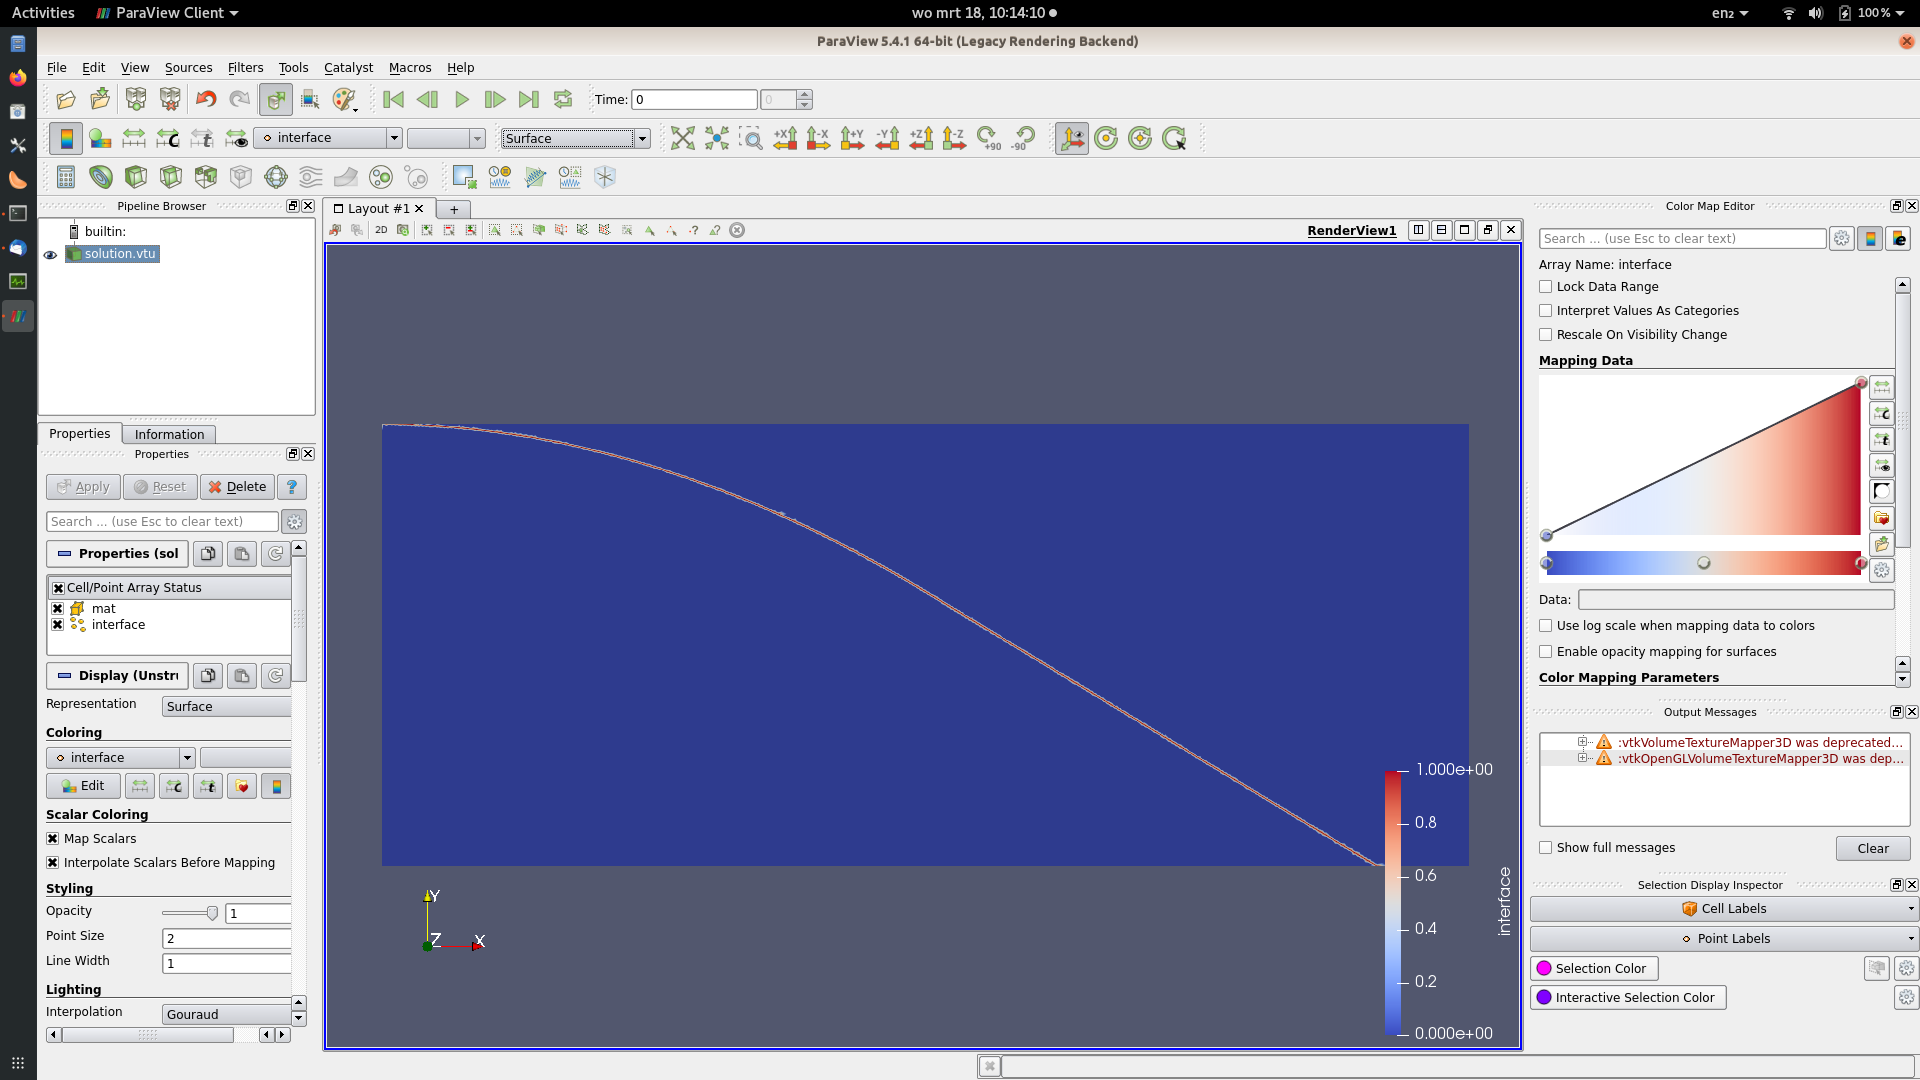 Activities
ParaView Client
wo mrt 18, 10:14:10
en₂
100%
ParaView 5.4.1 64-bit (Legacy Rendering Backend)
File Edit View Sources Filters Tools Catalyst Macros Help
Time: 0
0
interface
Surface
+X -X +Y -Y +Z -Z +90 -90
Pipeline Browser
builtin:
solution.vtu
Properties
Information
Properties
Apply
Reset
Delete
?
Search ... (use Esc to clear text)
Properties (sol
Cell/Point Array Status
mat
interface
Display (Unstru
Representation
Surface
Coloring
interface
Edit
Scalar Coloring
Map Scalars
Interpolate Scalars Before Mapping
Styling
Opacity
1
Point Size
2
Line Width
1
Lighting
Interpolation
Gouraud
Layout #1
+
2D
RenderView1
Y
Z
X
1.000e+00
0.8
0.6
0.4
0.2
0.000e+00
interface
Color Map Editor
Search ... (use Esc to clear text)
Array Name: interface
Lock Data Range
Interpret Values As Categories
Rescale On Visibility Change
Mapping Data
Data:
Use log scale when mapping data to colors
Enable opacity mapping for surfaces
Color Mapping Parameters
Output Messages
:vtkVolumeTextureMapper3D was deprecated...
:vtkOpenGLVolumeTextureMapper3D was dep...
Show full messages
Clear
Selection Display Inspector
Cell Labels
Point Labels
Selection Color
Interactive Selection Color